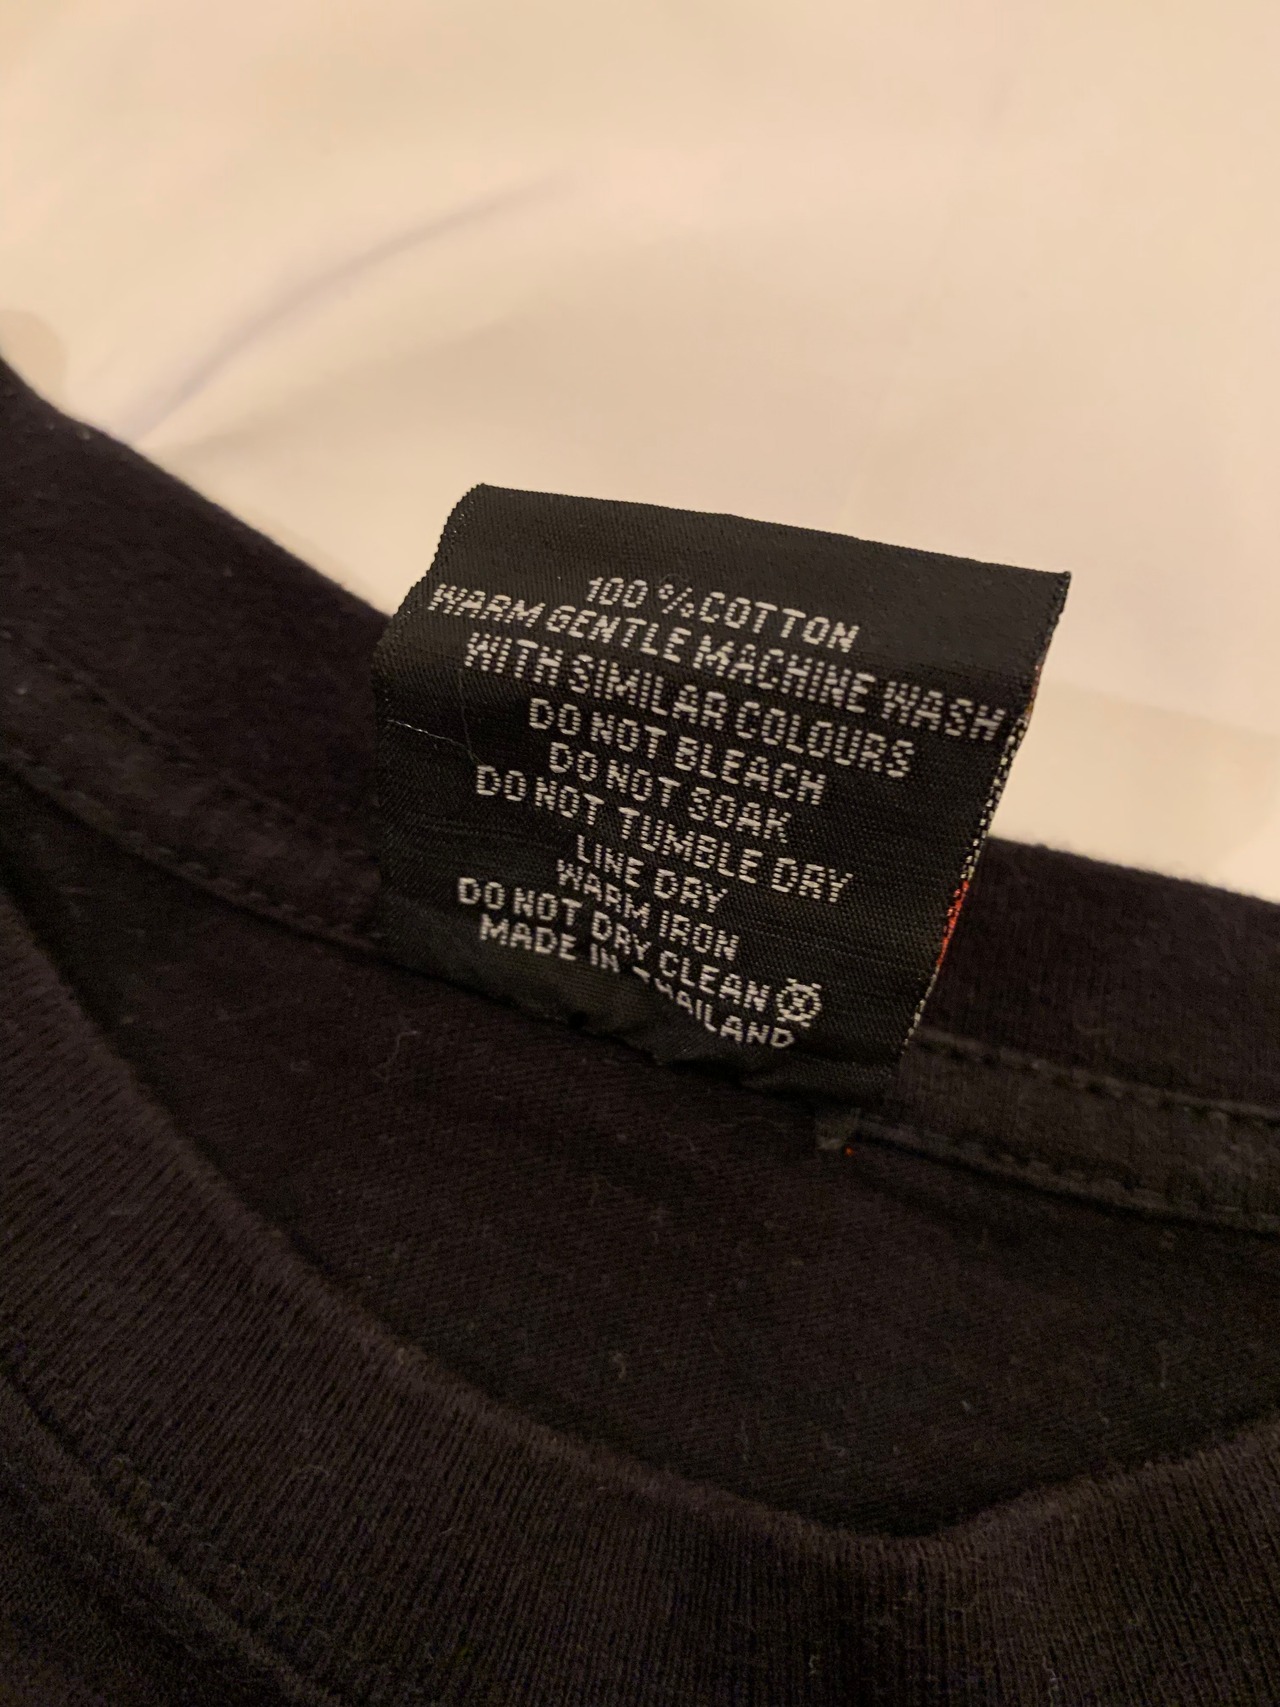 100 %COTTON
WARM GENTLE MACHINE WASH
WITH SIMILAR COLOURS
DO NOT BLEACH
DO NOT SOAK
DO NOT TUMBLE DRY
LINE DRY
WARM IRON
DO NOT DRY CLEAN
MADE IN THAILAND